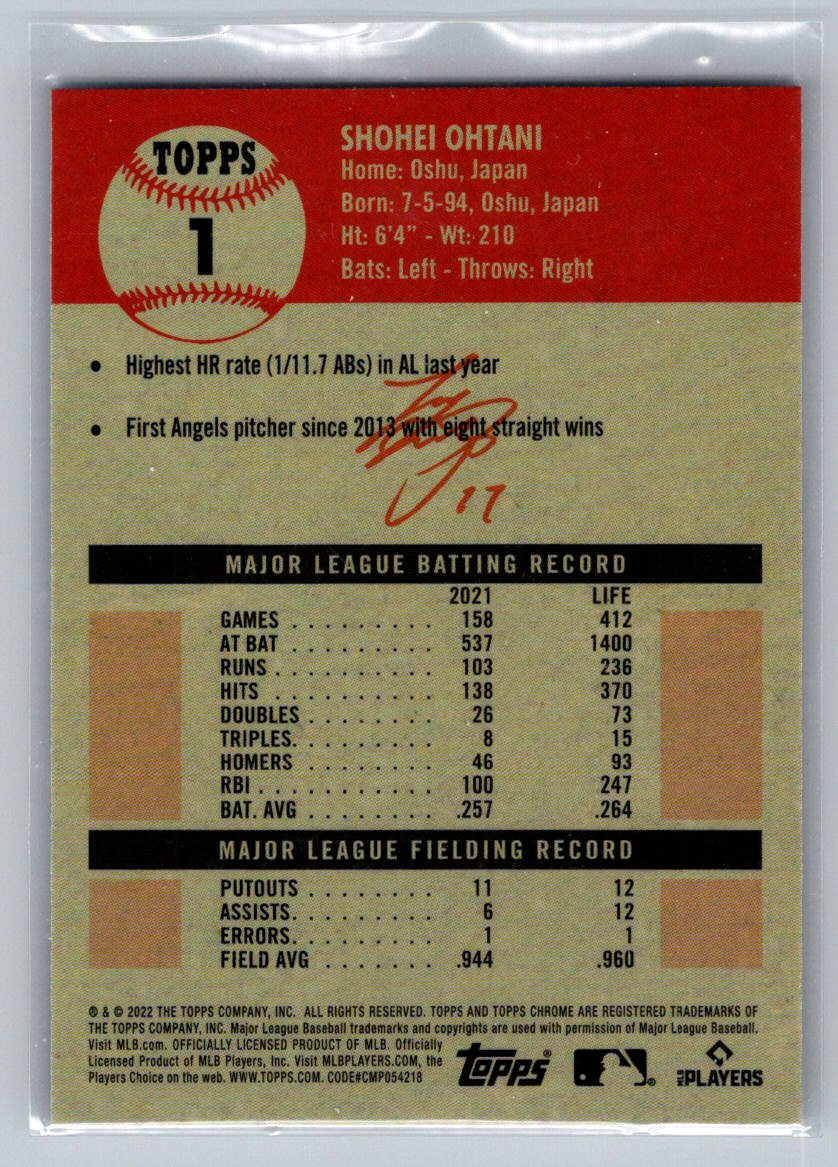 TOPPS
1
SHOHEI OHTANI
Home: Oshu, Japan
Born: 7-5-94, Oshu, Japan
Ht: 6'4" - Wt: 210
Bats: Left - Throws: Right
• Highest HR rate (1/11.7 ABs) in AL last year
• First Angels pitcher since 2013 with eight straight wins
17
MAJOR LEAGUE BATTING RECORD
2021 LIFE
GAMES . . . . . . . . . 158 412
AT BAT . . . . . . . . . 537 1400
RUNS . . . . . . . . . . 103 236
HITS . . . . . . . . . . 138 370
DOUBLES . . . . . . . . 26 73
TRIPLES. . . . . . . . . 8 15
HOMERS . . . . . . . . 46 93
RBI . . . . . . . . . . . 100 247
BAT. AVG . . . . . . . . .257 .264
MAJOR LEAGUE FIELDING RECORD
PUTOUTS . . . . . . . . 11 12
ASSISTS. . . . . . . . . 6 12
ERRORS. . . . . . . . . 1 1
FIELD AVG . . . . . . . .944 .960
® & © 2022 THE TOPPS COMPANY, INC. ALL RIGHTS RESERVED. TOPPS AND TOPPS CHROME ARE REGISTERED TRADEMARKS OF
THE TOPPS COMPANY, INC. Major League Baseball trademarks and copyrights are used with permission of Major League Baseball.
Visit MLB.com. OFFICIALLY LICENSED PRODUCT OF MLB. Officially
Licensed Product of MLB Players, Inc. Visit MLBPLAYERS.COM, the
Players Choice on the web. WWW.TOPPS.COM. CODE#CMP054218
topps®
®
MLB PLAYERS